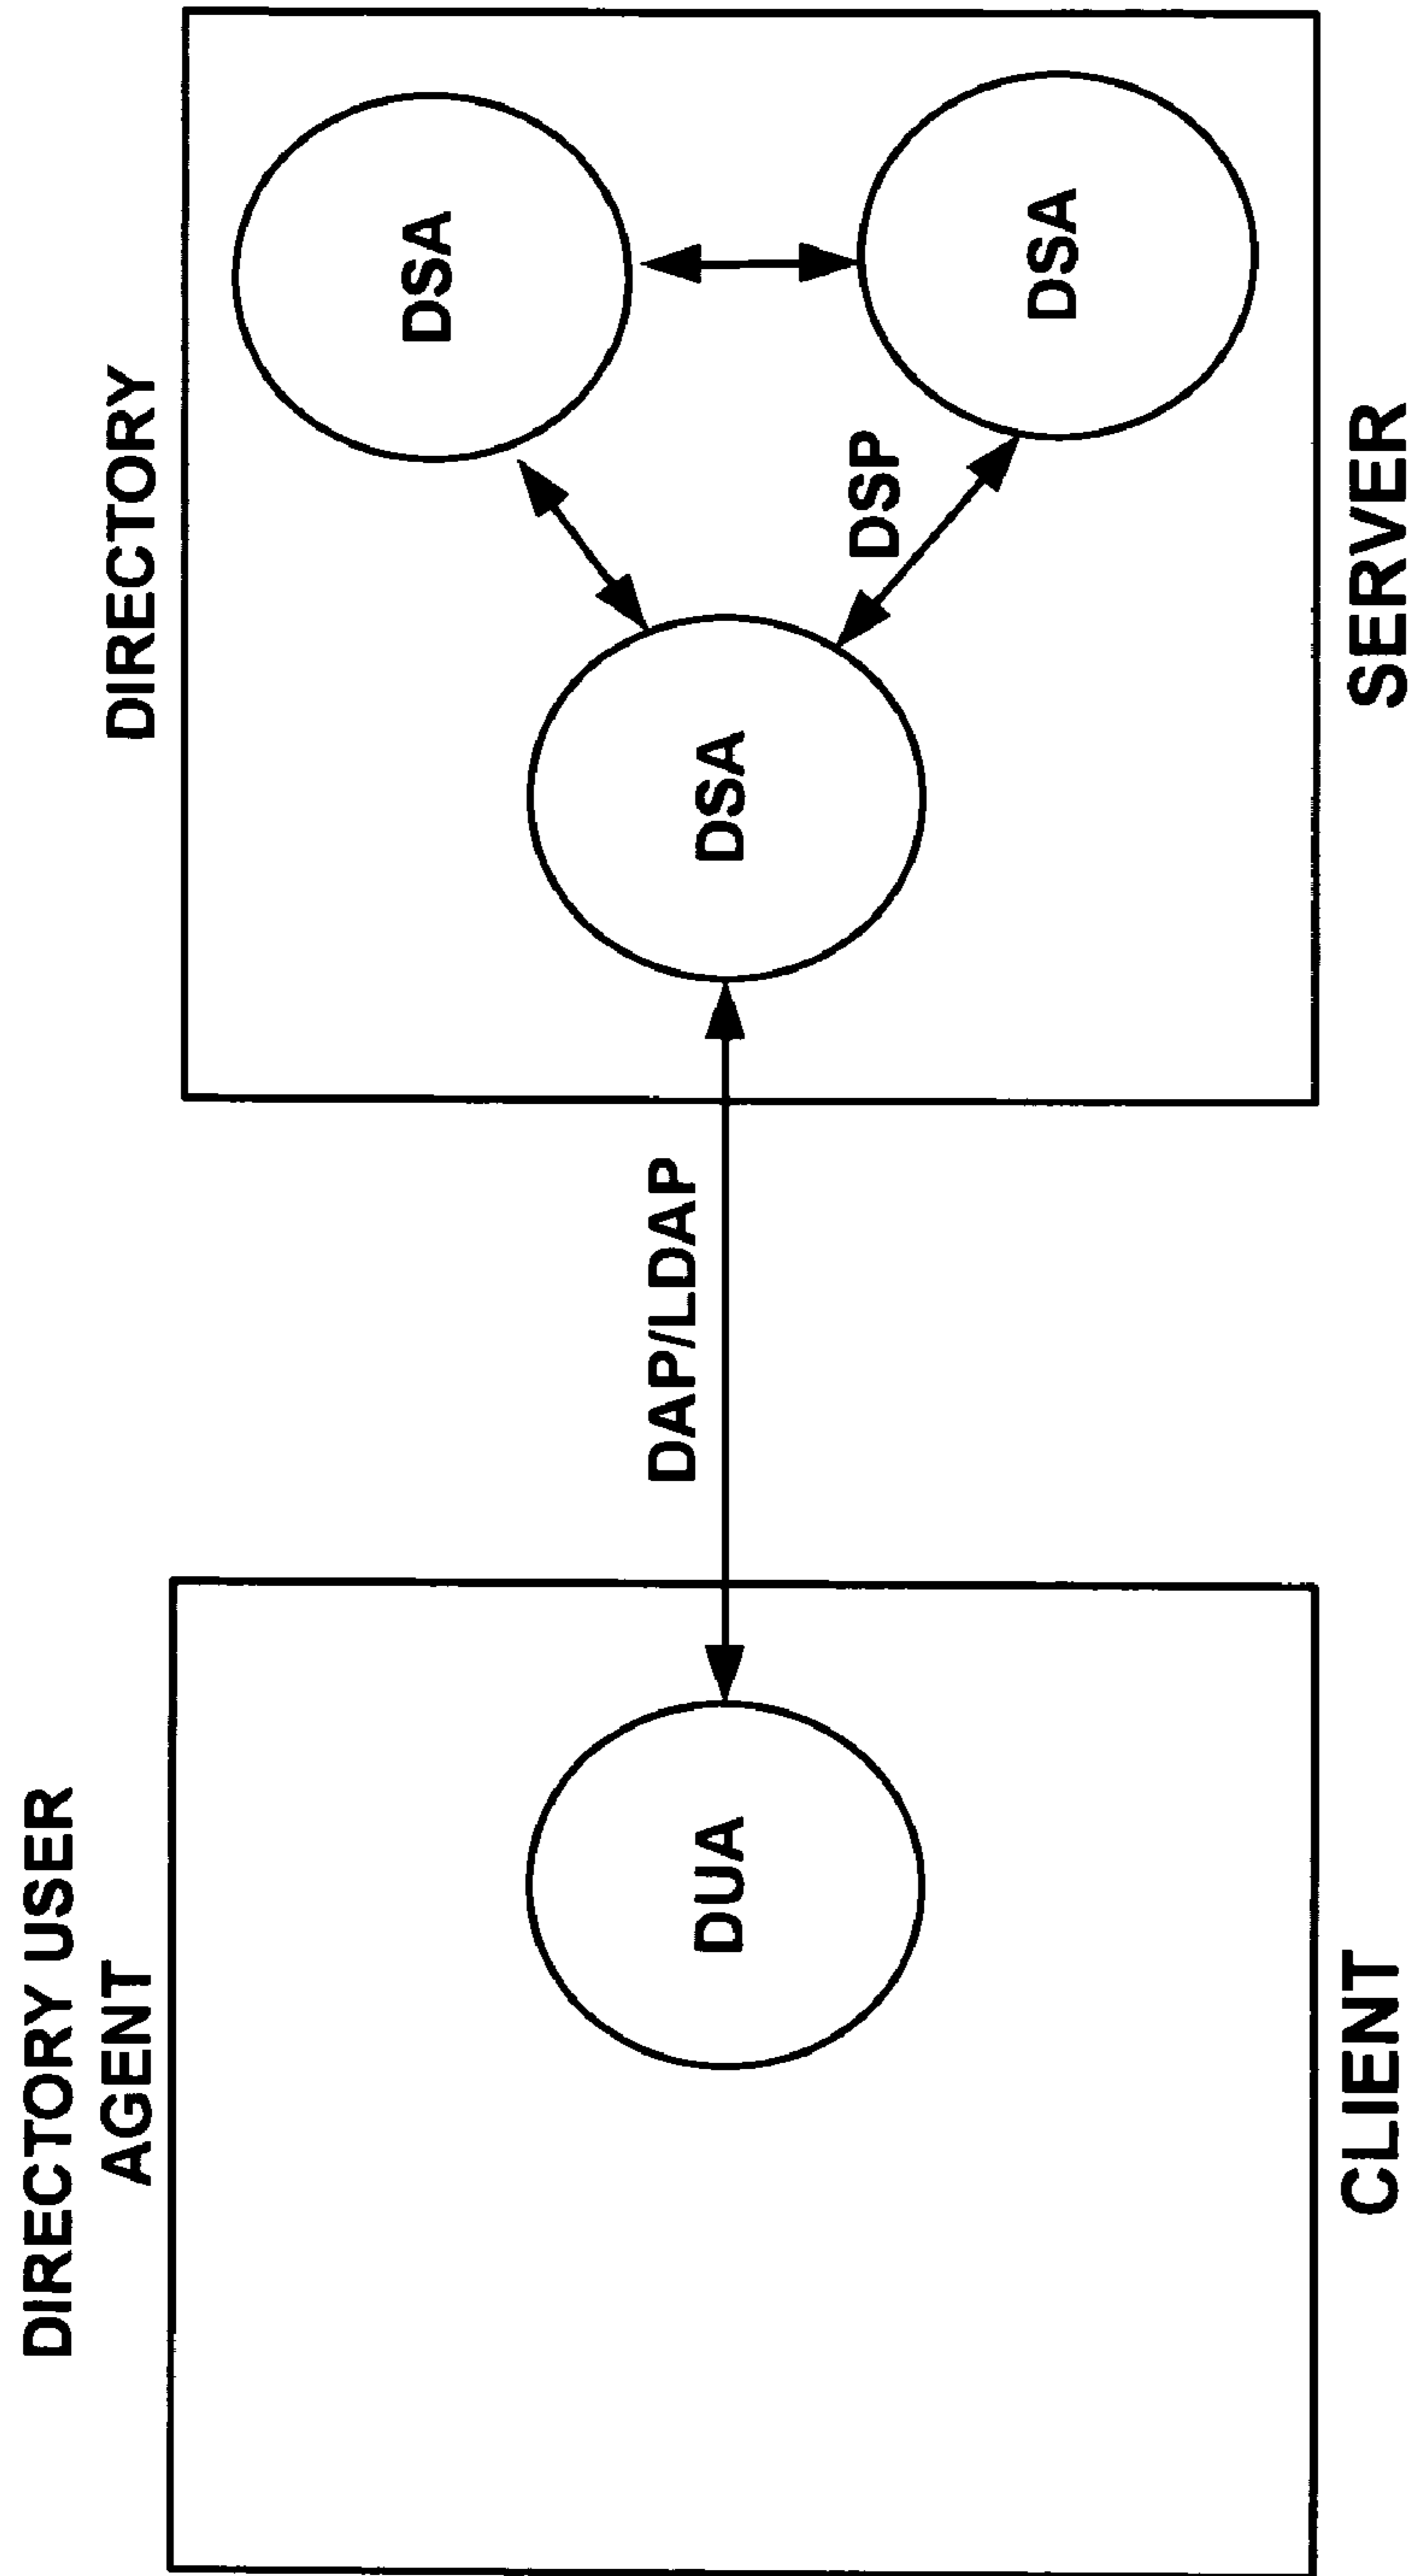 DIRECTORY USER
AGENT
DIRECTORY
DUA
DAP/LDAP
DSA
DSA
DSP
DSA
CLIENT
SERVER